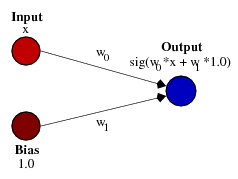 Input
x
w0
Output
sig(w0*x + w1*1.0)
w1
Bias
1.0